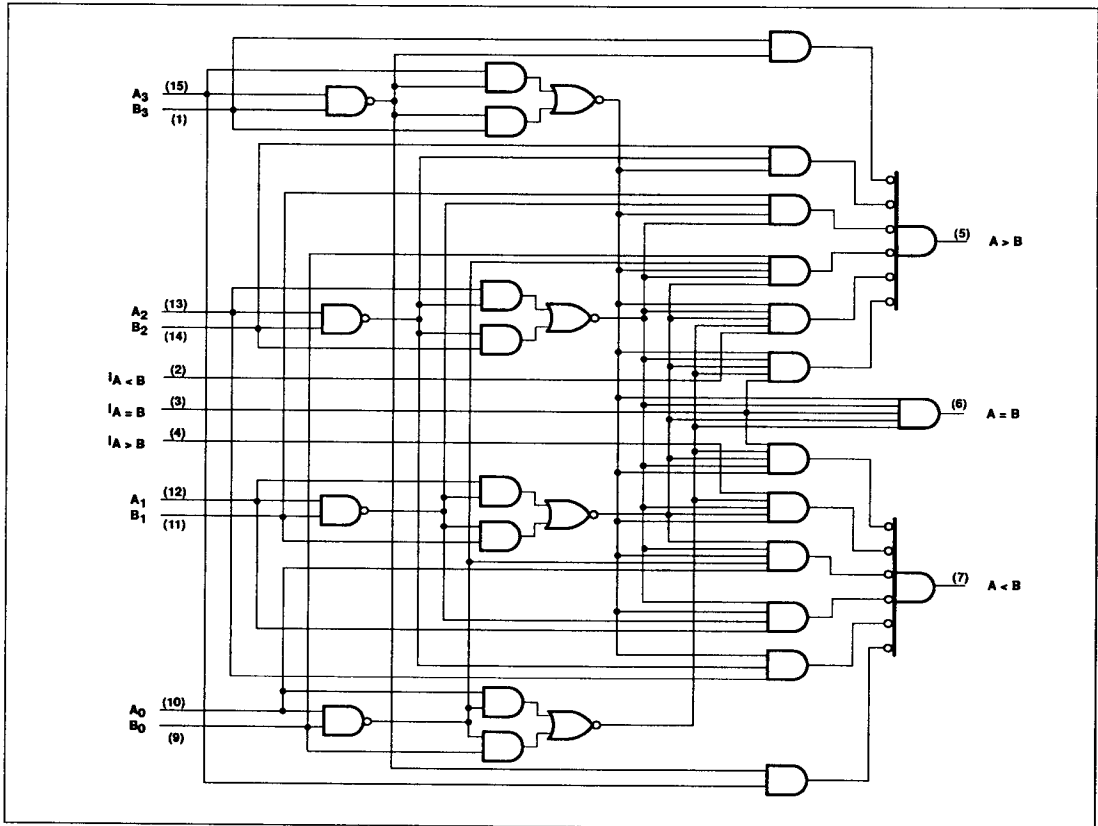 A3 (15)
B3 (1)
(5) A > B
A2 (13)
B2 (14)
IA < B (2)
IA = B (3)
(6) A = B
IA > B (4)
A1 (12)
B1 (11)
(7) A < B
A0 (10)
B0 (9)